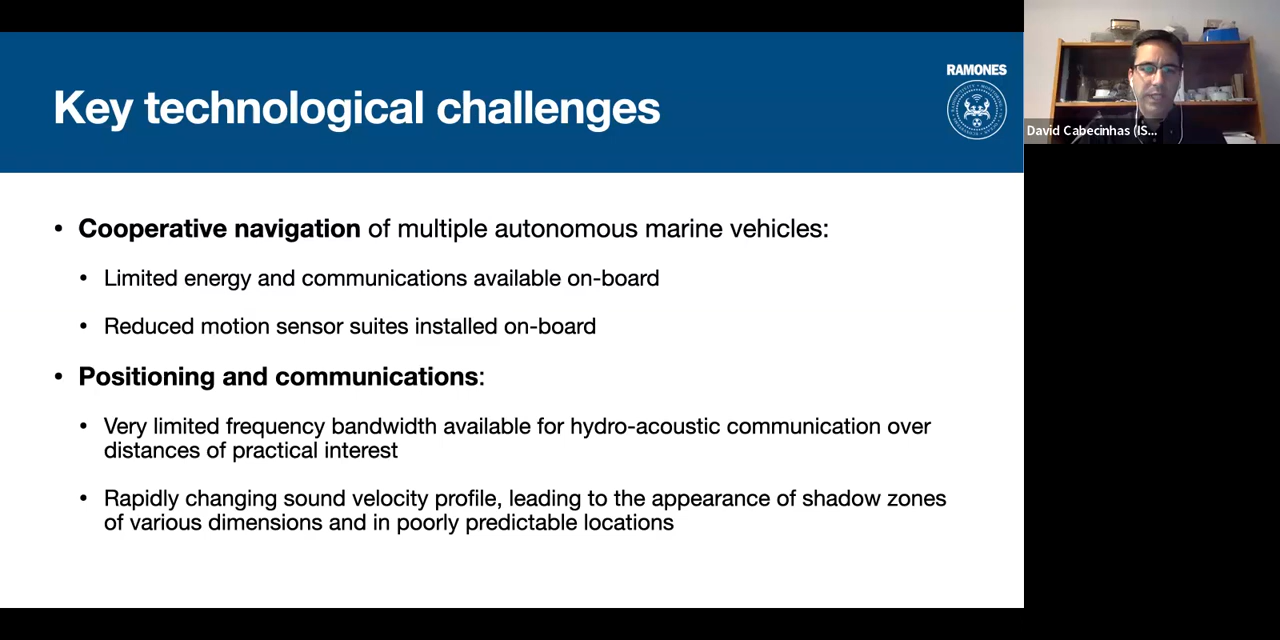 Key technological challenges
RAMONES
David Cabecinhas (IS...
• Cooperative navigation of multiple autonomous marine vehicles:
• Limited energy and communications available on-board
• Reduced motion sensor suites installed on-board
• Positioning and communications:
• Very limited frequency bandwidth available for hydro-acoustic communication over
distances of practical interest
• Rapidly changing sound velocity profile, leading to the appearance of shadow zones
of various dimensions and in poorly predictable locations